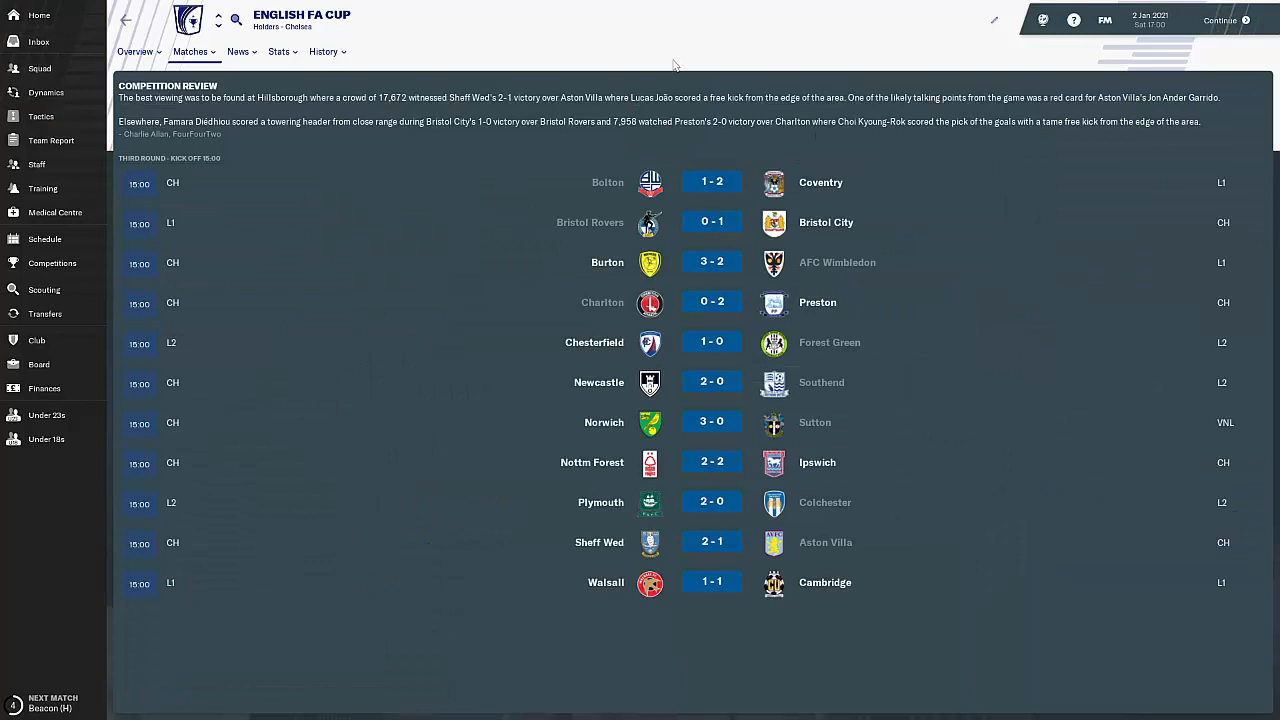 Home
Inbox
Squad
Dynamics
Tactics
Team Report
Staff
Training
Medical Centre
Schedule
Competitions
Scouting
Transfers
Club
Board
Finances
Under 23s
Under 18s
4
NEXT MATCH
Beacon (H)
ENGLISH FA CUP
Holders - Chelsea
FM
2 Jan 2021
Sat 17:00
Continue
Overview Matches News Stats History
COMPETITION REVIEW
The best viewing was to be found at Hillsborough where a crowd of 17,672 witnessed Sheff Wed's 2-1 victory over Aston Villa where Lucas João scored a free kick from the edge of the area. One of the likely talking points from the game was a red card for Aston Villa's Jon Ander Garrido.
Elsewhere, Famara Diédhiou scored a towering header from close range during Bristol City's 1-0 victory over Bristol Rovers and 7,958 watched Preston's 2-0 victory over Charlton where Choi Kyoung-Rok scored the pick of the goals with a tame free kick from the edge of the area.
- Charlie Allan, FourFourTwo
THIRD ROUND - KICK OFF 15:00
15:00 CH Bolton 1 - 2 Coventry L1
15:00 L1 Bristol Rovers 0 - 1 Bristol City CH
15:00 CH Burton 3 - 2 AFC Wimbledon L1
15:00 CH Charlton 0 - 2 Preston CH
15:00 L2 Chesterfield 1 - 0 Forest Green L2
15:00 CH Newcastle 2 - 0 Southend L2
15:00 CH Norwich 3 - 0 Sutton VNL
15:00 CH Nottm Forest 2 - 2 Ipswich CH
15:00 L2 Plymouth 2 - 0 Colchester L2
15:00 CH Sheff Wed 2 - 1 Aston Villa CH
15:00 L1 Walsall 1 - 1 Cambridge L1